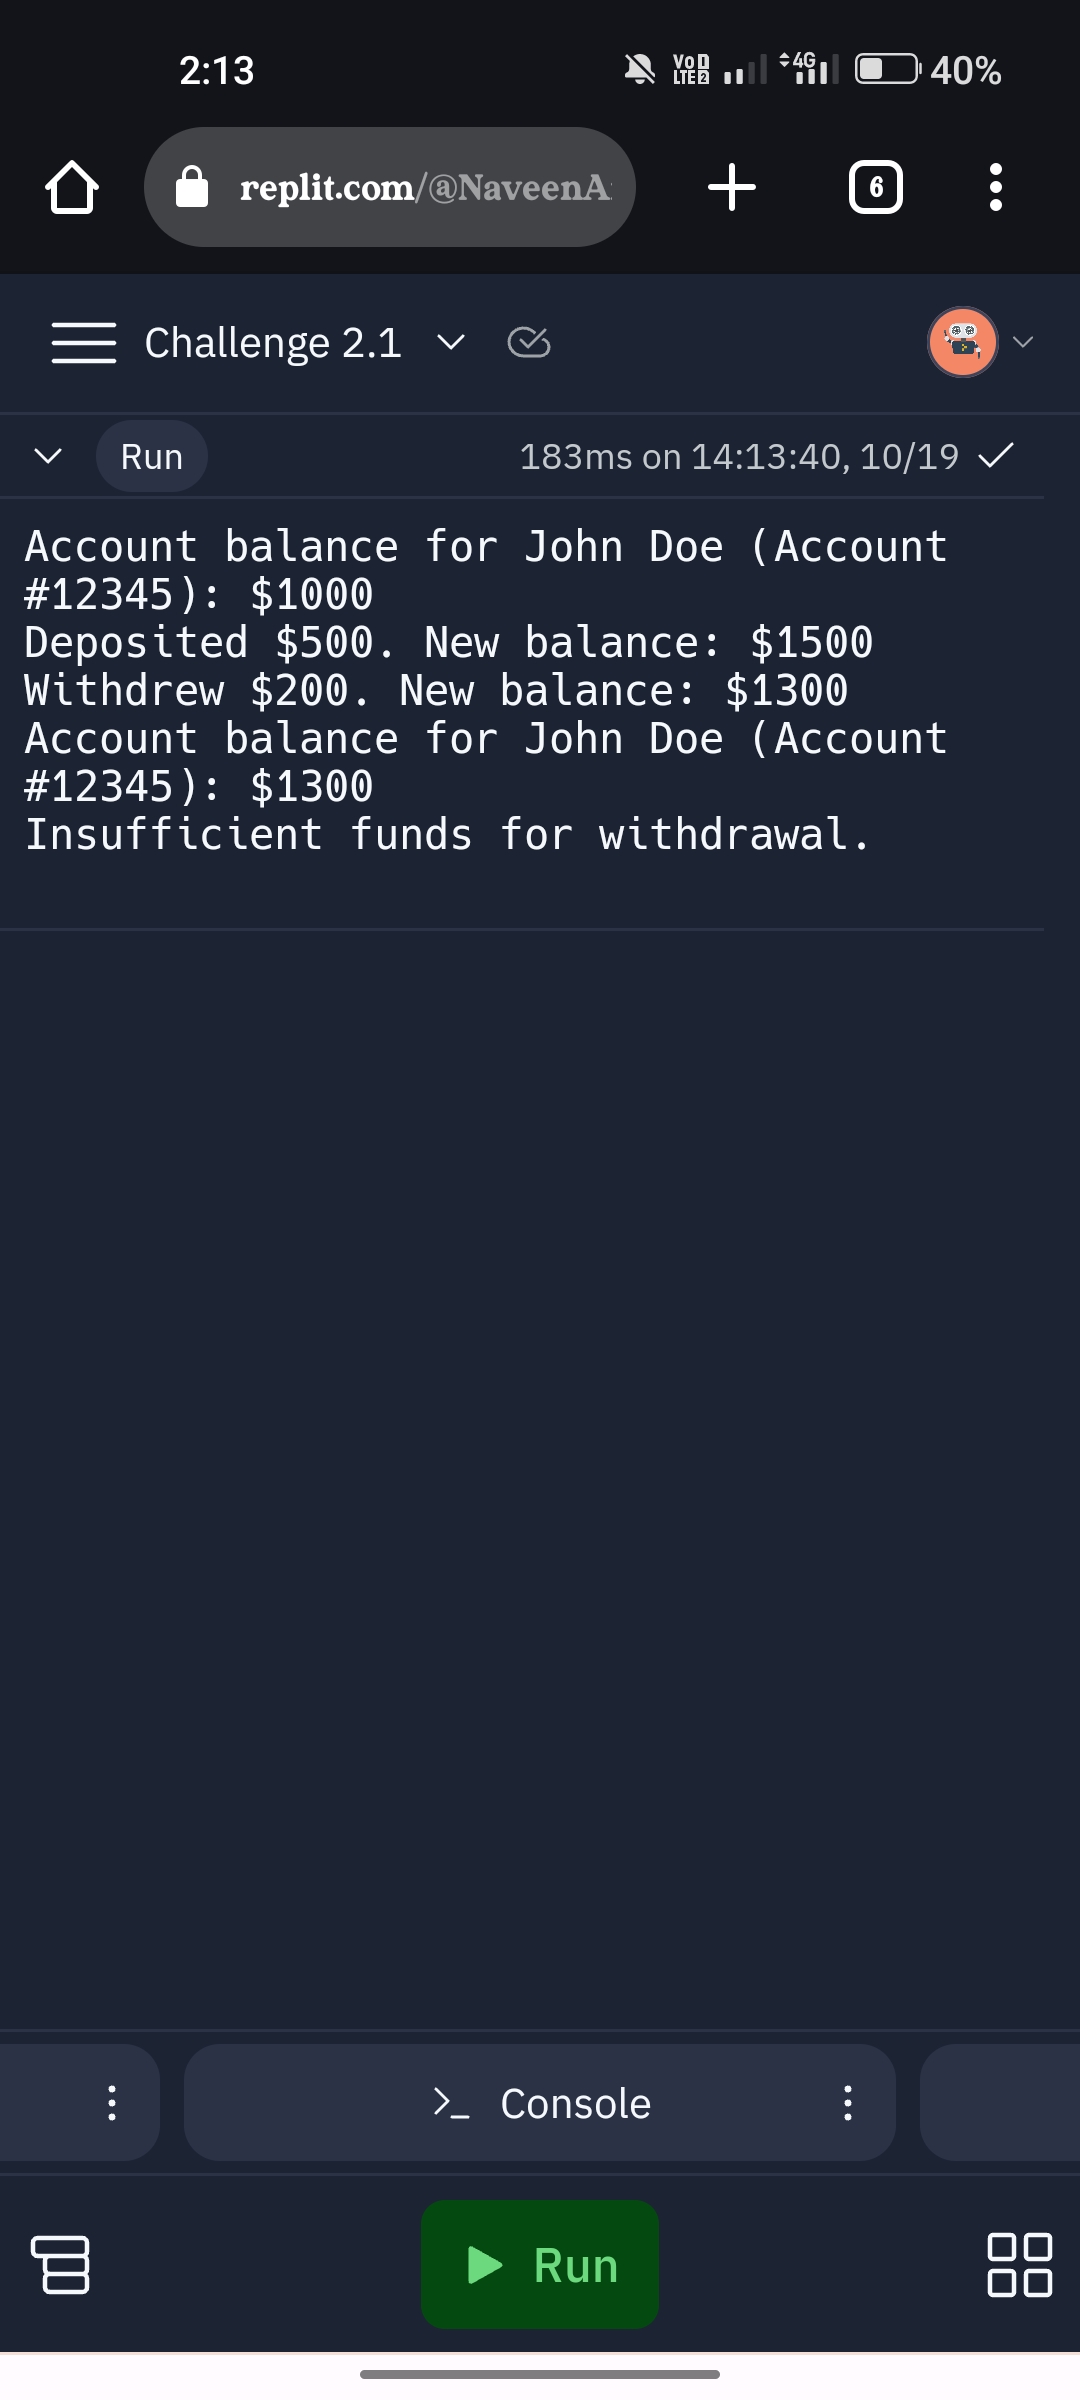 2:13
VoD
LTE2
4G
40%
replit.com/@NaveenA
6
Challenge 2.1
Run
183ms on 14:13:40, 10/19
Account balance for John Doe (Account
#12345): $1000
Deposited $500. New balance: $1500
Withdrew $200. New balance: $1300
Account balance for John Doe (Account
#12345): $1300
Insufficient funds for withdrawal.
>_ Console
Run